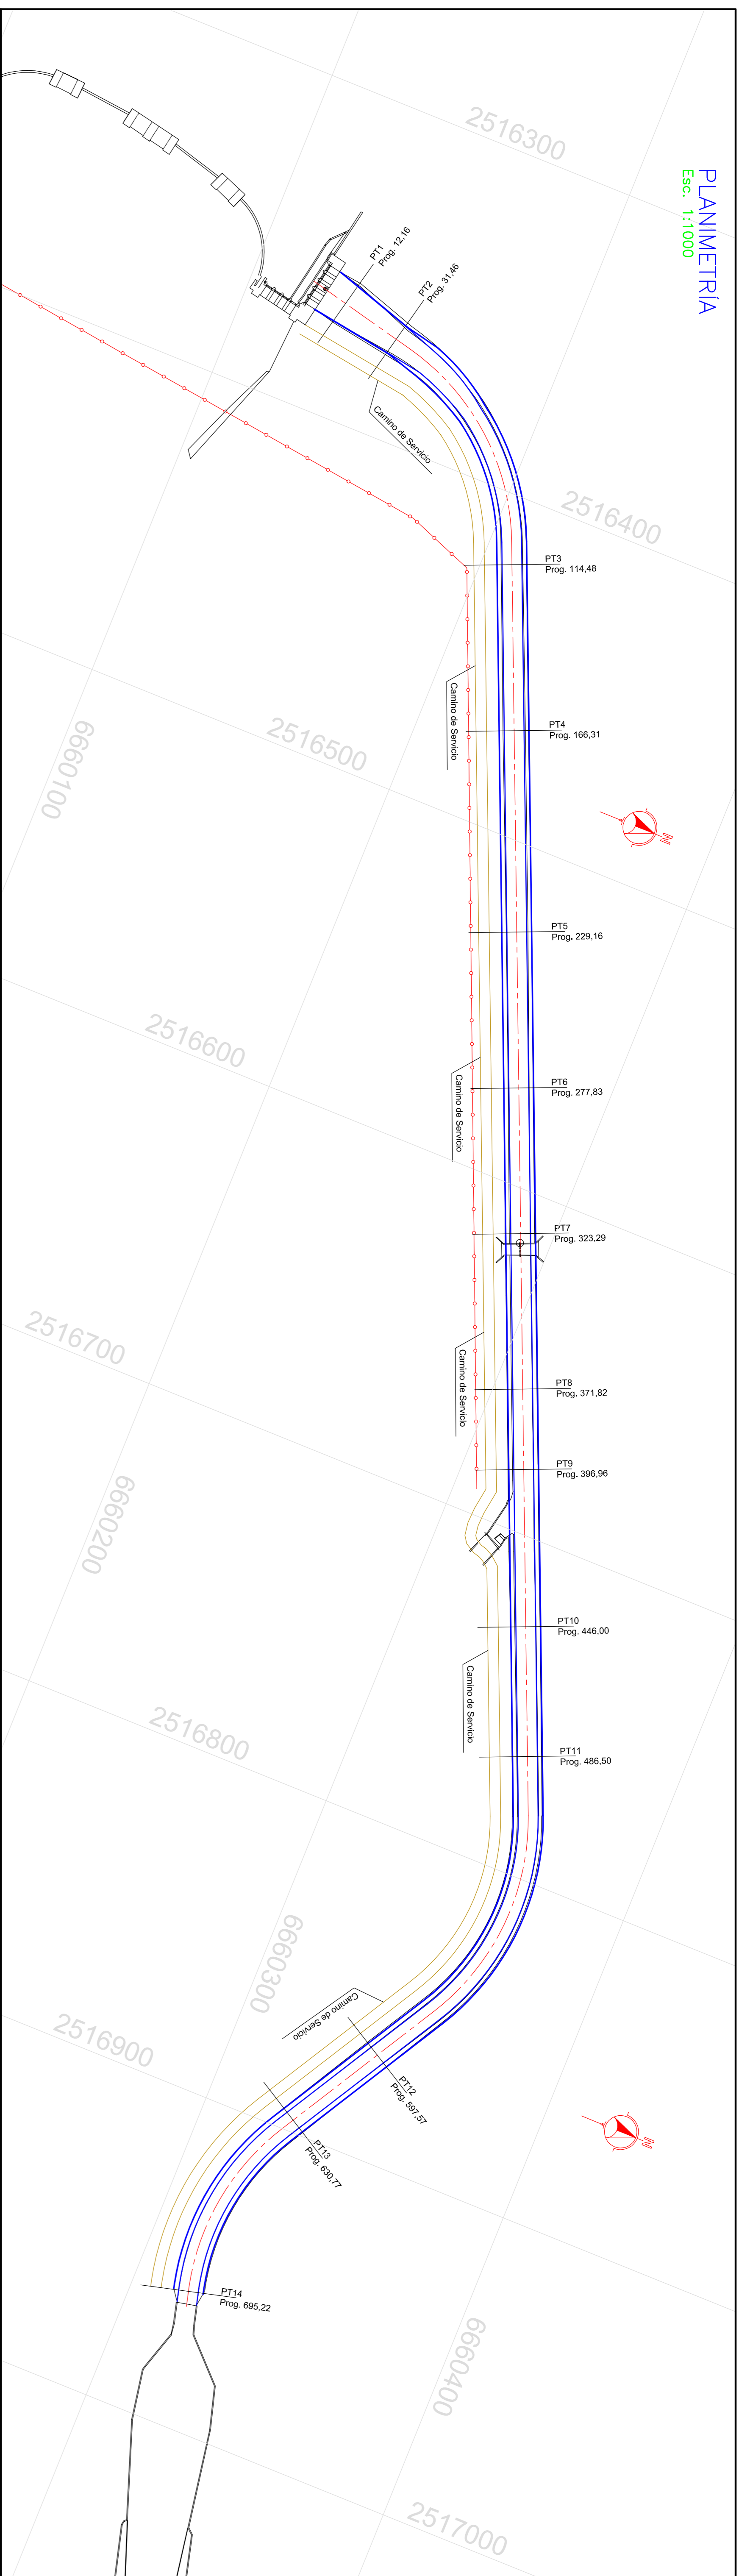 PLANIMETRÍA
Esc. 1:1000
2516300
PT1
Prog. 12,16
PT2
Prog. 31,46
Camino de Servicio
2516400
PT3
Prog. 114,48
Camino de Servicio
PT4
Prog. 166,31
2516500
6660100
N
PT5
Prog. 229,16
2516600
PT6
Prog. 277,83
Camino de Servicio
PT7
Prog. 323,29
2516700
Camino de Servicio
PT8
Prog. 371,82
PT9
Prog. 396,96
6660200
PT10
Prog. 446,00
Camino de Servicio
2516800
PT11
Prog. 486,50
6660300
Camino de Servicio
2516900
PT12
Prog. 597,57
N
PT13
Prog. 630,77
PT14
Prog. 695,22
6660400
2517000